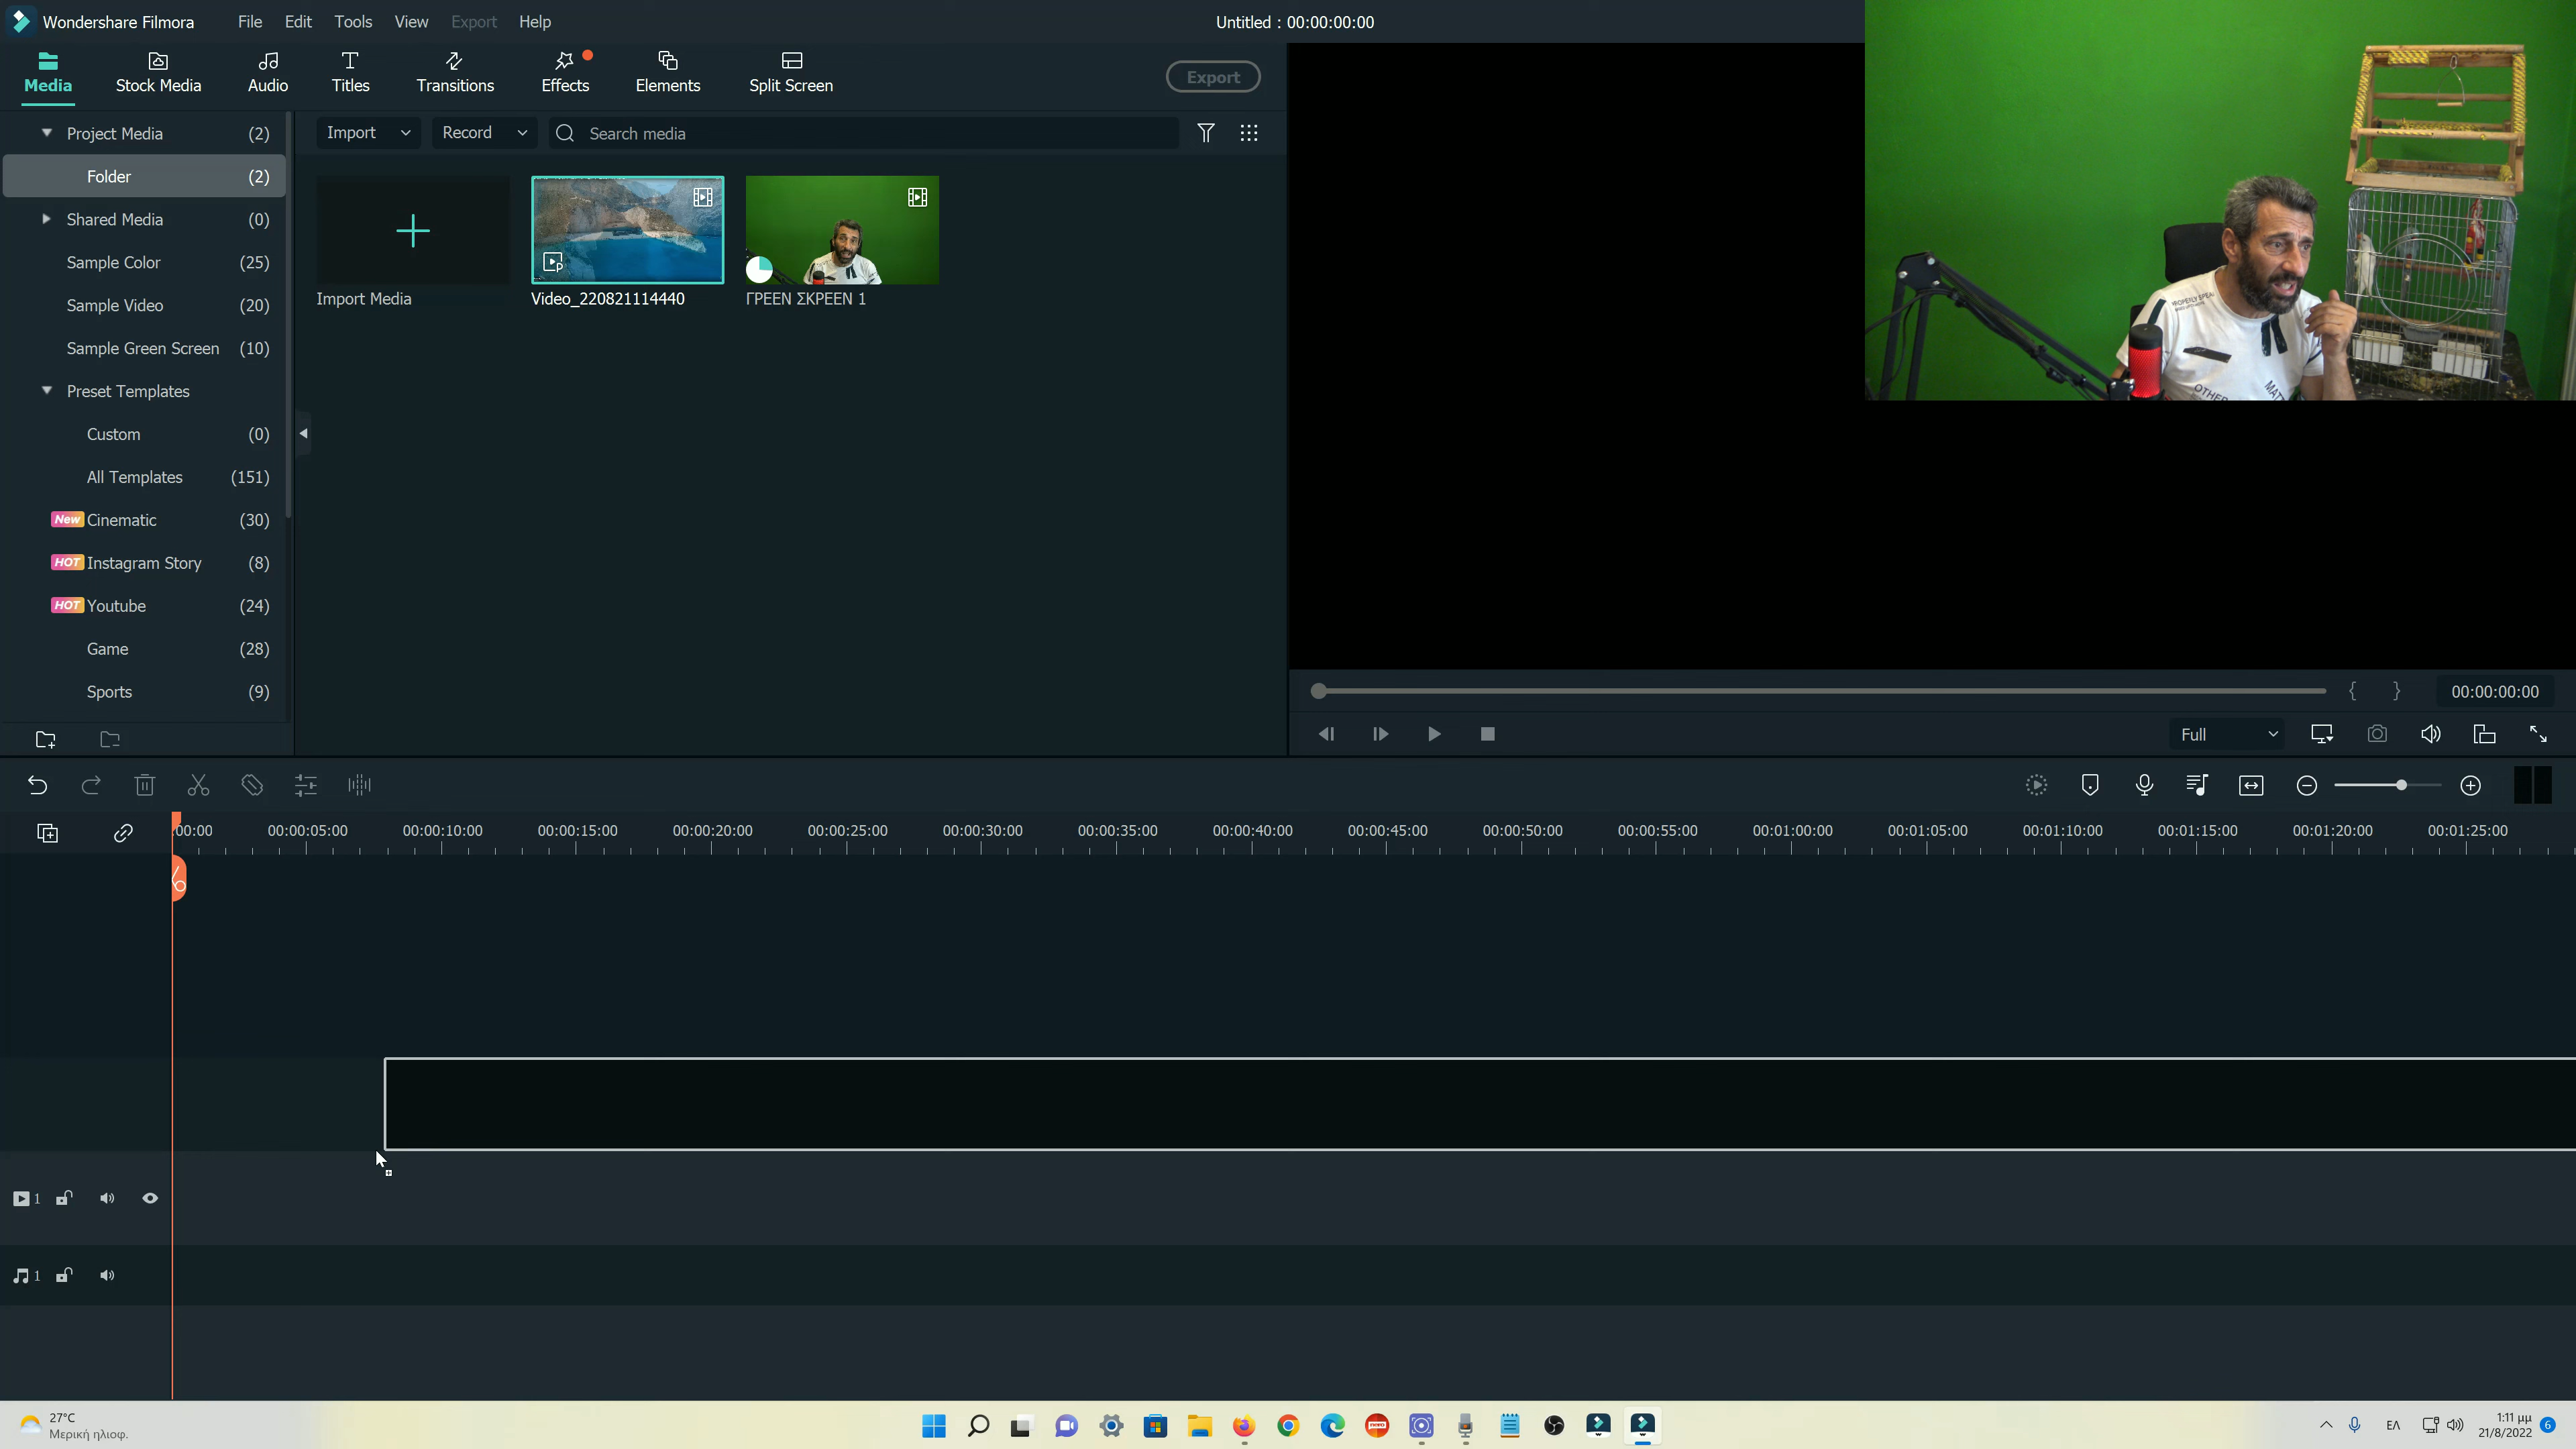 Wondershare Filmora File Edit Tools View Export Help Untitled : 00:00:00:00
Media Stock Media Audio Titles Transitions Effects Elements Split Screen Export
Project Media (2)
Folder (2)
Shared Media (0)
Sample Color (25)
Sample Video (20)
Sample Green Screen (10)
Preset Templates
Custom (0)
All Templates (151)
New Cinematic (30)
HOT Instagram Story (8)
HOT Youtube (24)
Game (28)
Sports (9)
Import Record Search media
Import Media Video_220821114440 ΓΡΕΕΝ ΣΚΡΕΕΝ 1
{ } 00:00:00:00
Full
00:00 00:00:05:00 00:00:10:00 00:00:15:00 00:00:20:00 00:00:25:00 00:00:30:00 00:00:35:00 00:00:40:00 00:00:45:00 00:00:50:00 00:00:55:00 00:01:00:00 00:01:05:00 00:01:10:00 00:01:15:00 00:01:20:00 00:01:25:00
1
1
27°C
Μερική ηλιοφ.
ΕΛ
1:11 μμ
21/8/2022
6